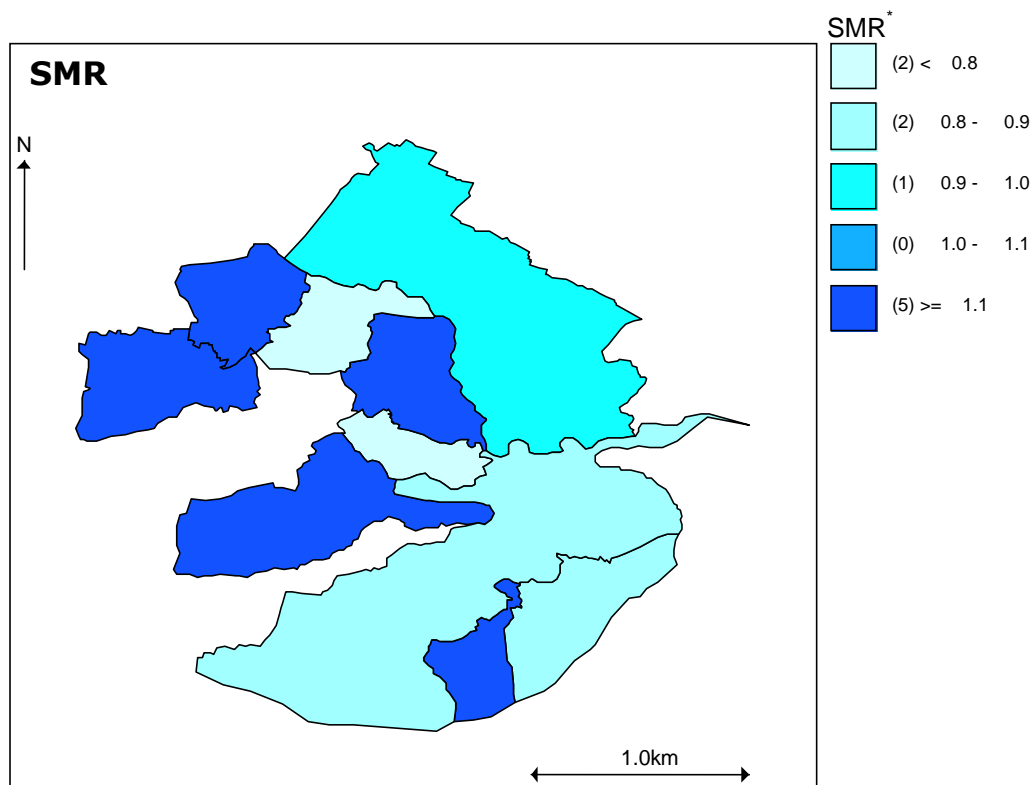 SMR
N
1.0km
SMR*
(2) < 0.8
(2) 0.8 - 0.9
(1) 0.9 - 1.0
(0) 1.0 - 1.1
(5) >= 1.1